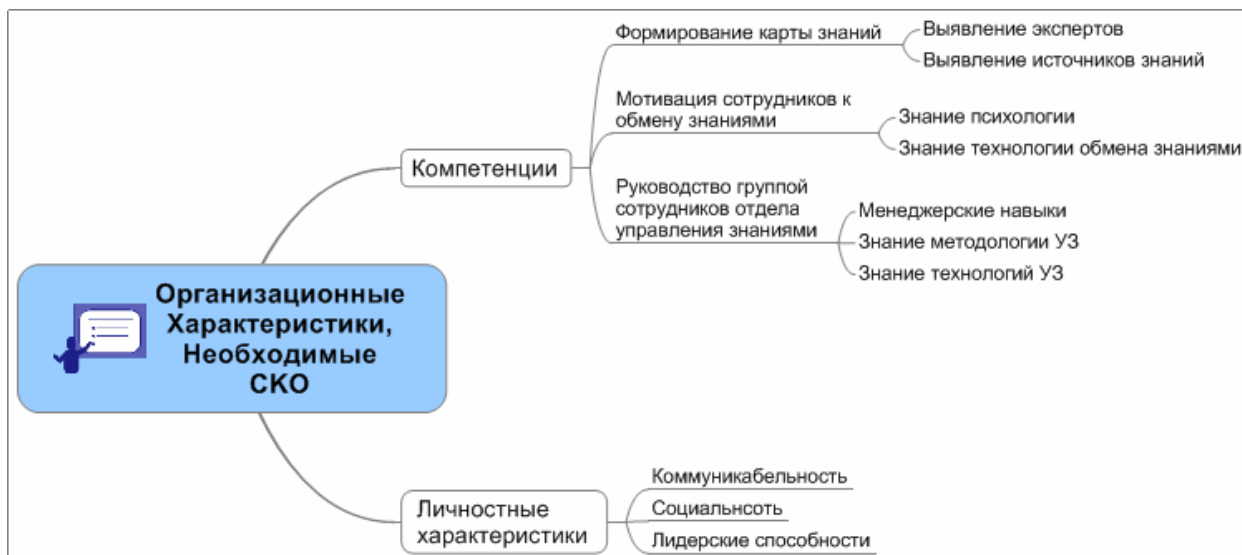 Формирование карты знаний
Выявление экспертов
Выявление источников знаний
Мотивация сотрудников к
обмену знаниями
Знание психологии
Знание технологии обмена знаниями
Компетенции
Руководство группой
сотрудников отдела
управления знаниями
Менеджерские навыки
Знание методологии УЗ
Знание технологий УЗ
Организационные
Характеристики,
Необходимые
СКО
Личностные
характеристики
Коммуникабельность
Социальнсоть
Лидерские способности